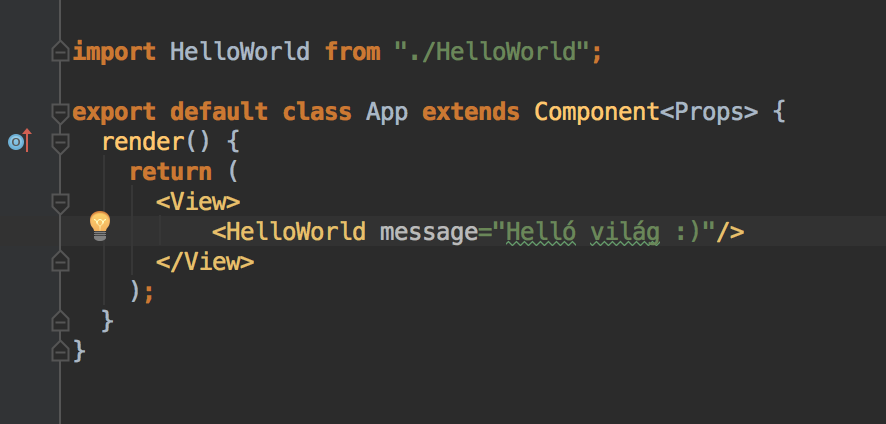 import HelloWorld from "./HelloWorld";
export default class App extends Component<Props> {
render() {
return (
<View>
<HelloWorld message="Helló világ :)"/>
</View>
);
}
}